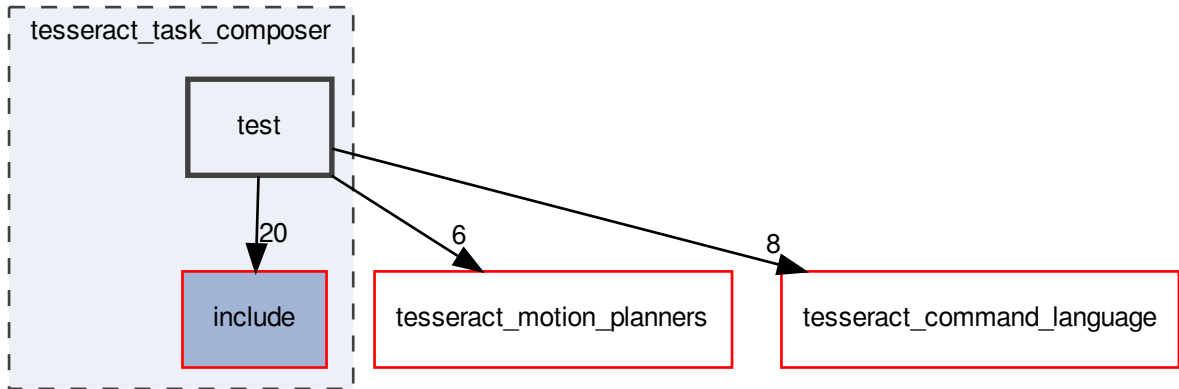 tesseract_task_composer
test
20
6
8
include
tesseract_motion_planners
tesseract_command_language